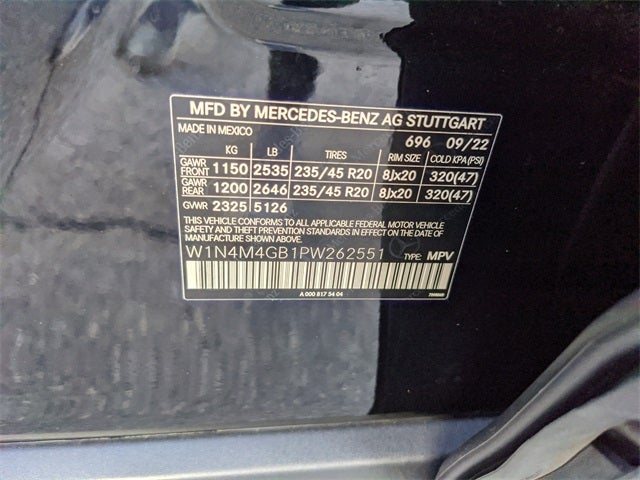 MFD BY MERCEDES-BENZ AG STUTTGART
MADE IN MEXICO 696 09/22
KG LB TIRES RIM SIZE COLD KPA(PSI)
GAWR FRONT 1150 2535 235/45 R20 8Jx20 320(47)
GAWR REAR 1200 2646 235/45 R20 8Jx20 320(47)
GVWR 2325 5126
THIS VEHICLE CONFORMS TO ALL APPLICABLE FEDERAL MOTOR VEHICLE
SAFETY AND THEFT PREVENTION STANDARDS IN EFFECT ON THE DATE OF
MANUFACTURE SHOWN ABOVE.
W1N4M4GB1PW262551 TYPE: MPV
A 000 817 54 04